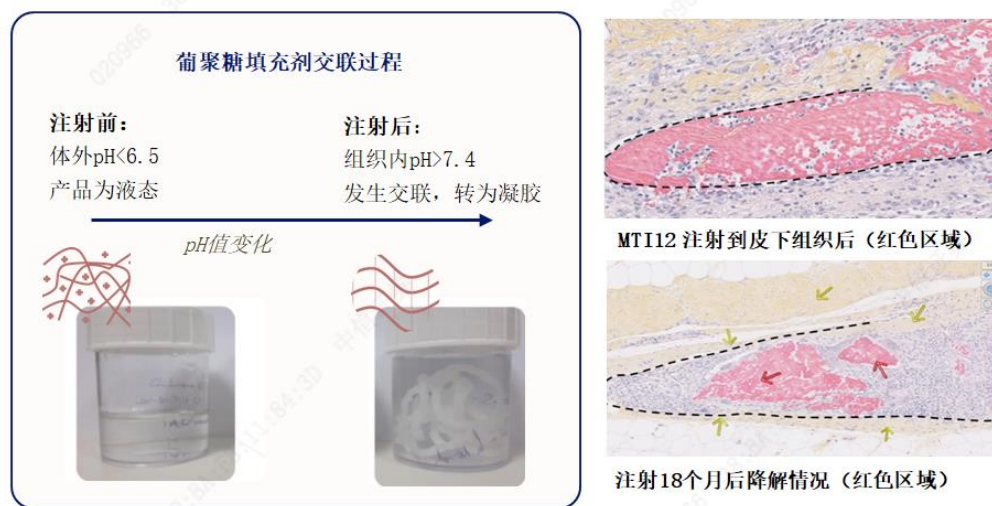 葡聚糖填充剂交联过程
注射前：
体外pH<6.5
产品为液态
注射后：
组织内pH>7.4
发生交联，转为凝胶
pH值变化
MTI12 注射到皮下组织后（红色区域）
注射18个月后降解情况（红色区域）
020966